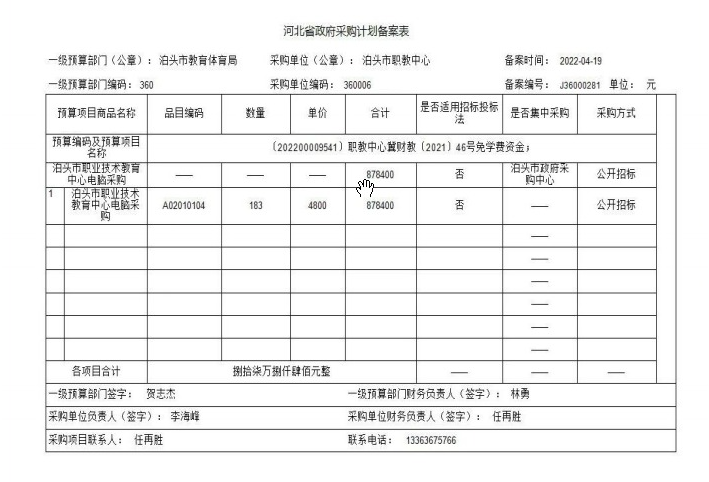 河北省政府采购计划备案表
一级预算部门（公章）： 泊头市教育体育局 采购单位（公章）： 泊头市职教中心 备案时间： 2022-04-19
一级预算部门编码： 360 采购单位编码： 360006 备案编号： J36000281 单位： 元
预算项目商品名称 品目编码 数量 单价 合计 是否适用招标投标法 是否集中采购 采购方式
预算编码及预算项目名称 〔202200009541〕职教中心冀财教〔2021〕46号免学费资金；
泊头市职业技术教育中心电脑采购 —— —— —— 878400 否 泊头市政府采购中心 公开招标
1 泊头市职业技术教育中心电脑采购 A02010104 183 4800 878400 否 —— 公开招标
——
——
——
——
——
——
各项目合计 捌拾柒万捌仟肆佰元整 —— —— ——
一级预算部门签字： 贺志杰 一级预算部门财务负责人（签字）： 林勇
采购单位负责人（签字）： 李海峰 采购单位财务负责人（签字）： 任再胜
采购项目联系人： 任再胜 联系电话： 13363675766